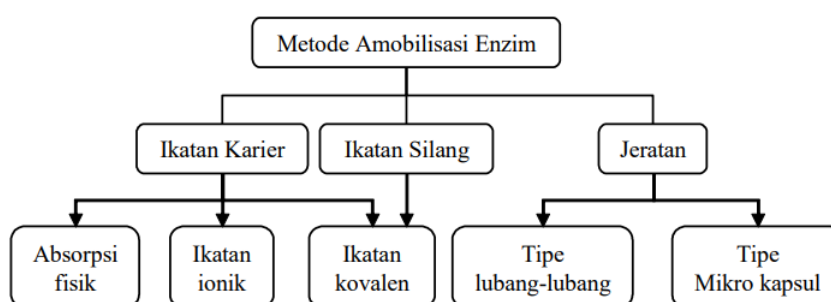 Metode Amobilisasi Enzim
Ikatan Karier
Ikatan Silang
Jeratan
Absorpsi
fisik
Ikatan
ionik
Ikatan
kovalen
Tipe
lubang-lubang
Tipe
Mikro kapsul